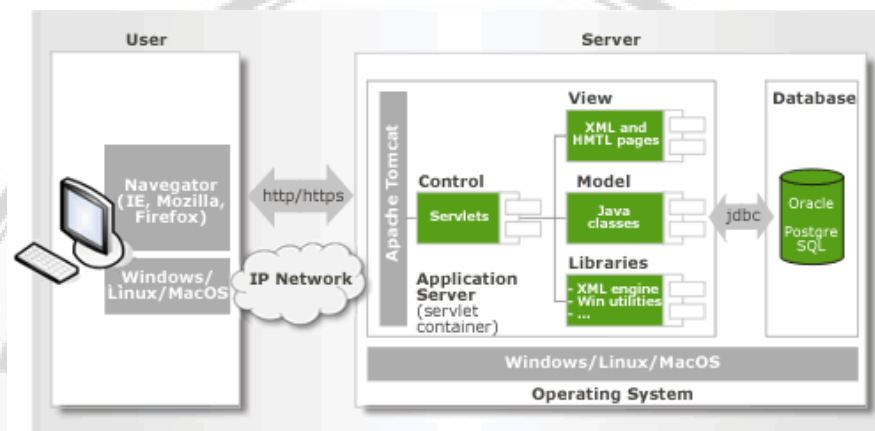 User
Navegator
(IE, Mozilla,
Firefox)
Windows/
Linux/MacOS
http/https
IP Network
Server
Apache Tomcat
Control
Servlets
Application
Server
(servlet
container)
View
XML and
HMTL pages
Model
Java
classes
Libraries
- XML engine
- Win utilities
- ...
jdbc
Database
Oracle
Postgre
SQL
Windows/Linux/MacOS
Operating System